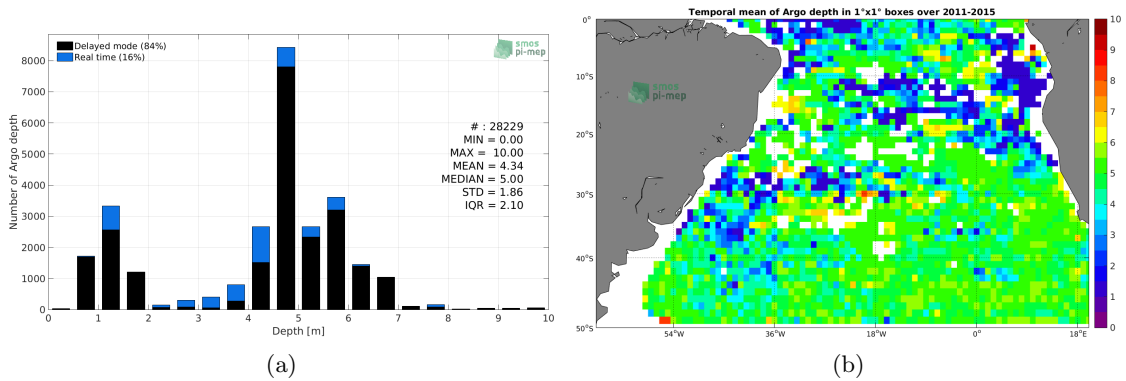 Delayed mode (84%)
Real time (16%)
smos
pi-mep
# : 28229
MIN = 0.00
MAX = 10.00
MEAN = 4.34
MEDIAN = 5.00
STD = 1.86
IQR = 2.10
Number of Argo depth
8000
7000
6000
5000
4000
3000
2000
1000
0
0 1 2 3 4 5 6 7 8 9 10
Depth [m]
(a)
Temporal mean of Argo depth in 1°x1° boxes over 2011-2015
smos
pi-mep
0°
10°S
20°S
30°S
40°S
50°S
54°W 36°W 18°W 0° 18°E
10
9
8
7
6
5
4
3
2
1
0
(b)